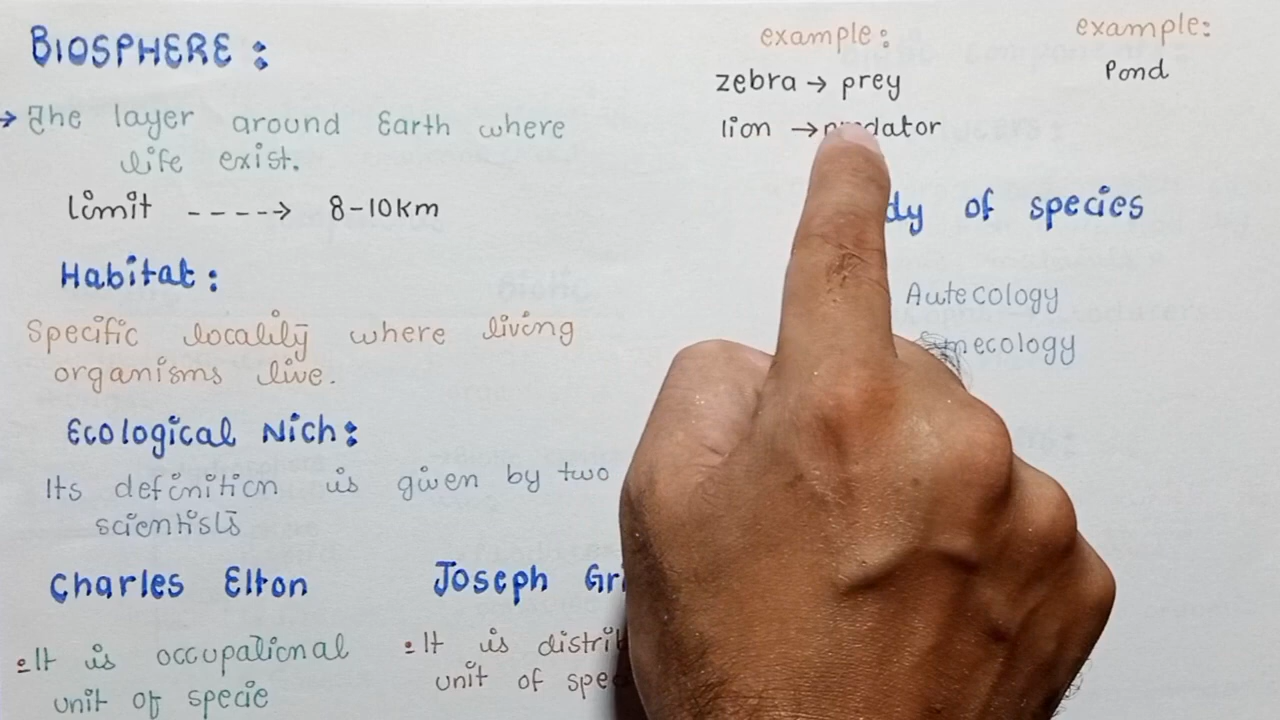 BIOSPHERE:
→ The layer around Earth where
life exist.
limit ----→ 8-10km
Habitat:
Specific locality where living
organisms live.
Ecological Nich:
Its definition is given by two
scientists
Charles Elton
Joseph
:It is occupational
unit of specie
:It is
unit of
example:
zebra → prey
lion →
example:
Pond
of species
Autecology